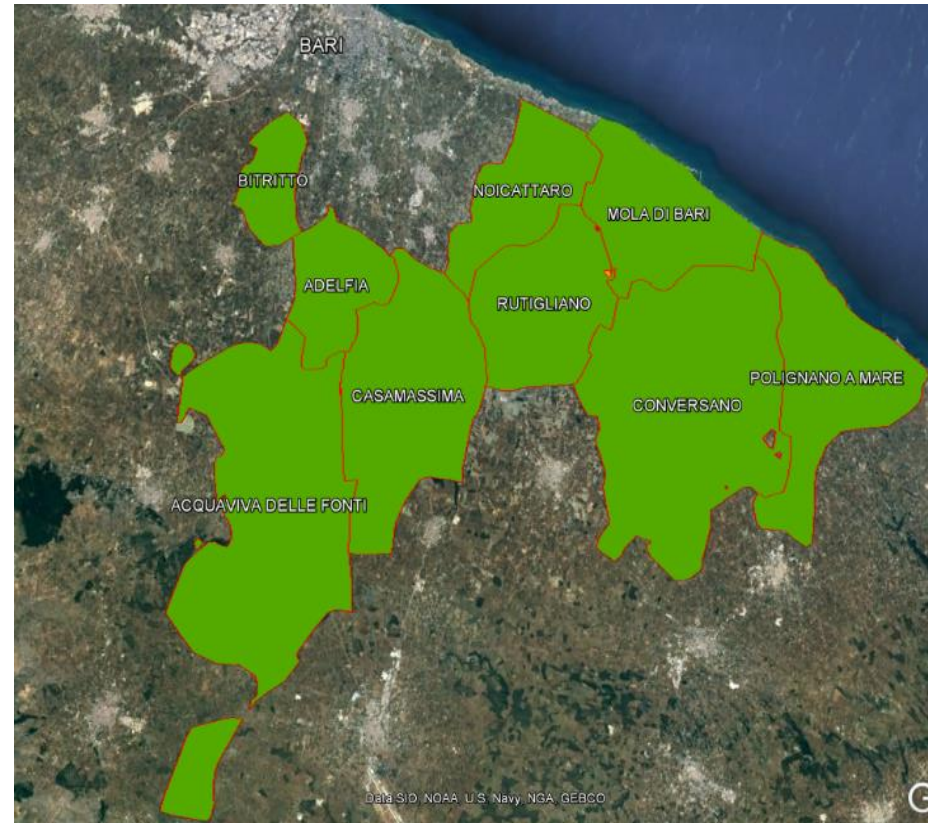 BARI
BITRITTO
NOICATTARO
MOLA DI BARI
ADELFIA
RUTIGLIANO
POLIGNANO A MARE
CASAMASSIMA
CONVERSANO
ACQUAVIVA DELLE FONTI
Data SIO, NOAA, U.S. Navy, NGA, GEBCO
G